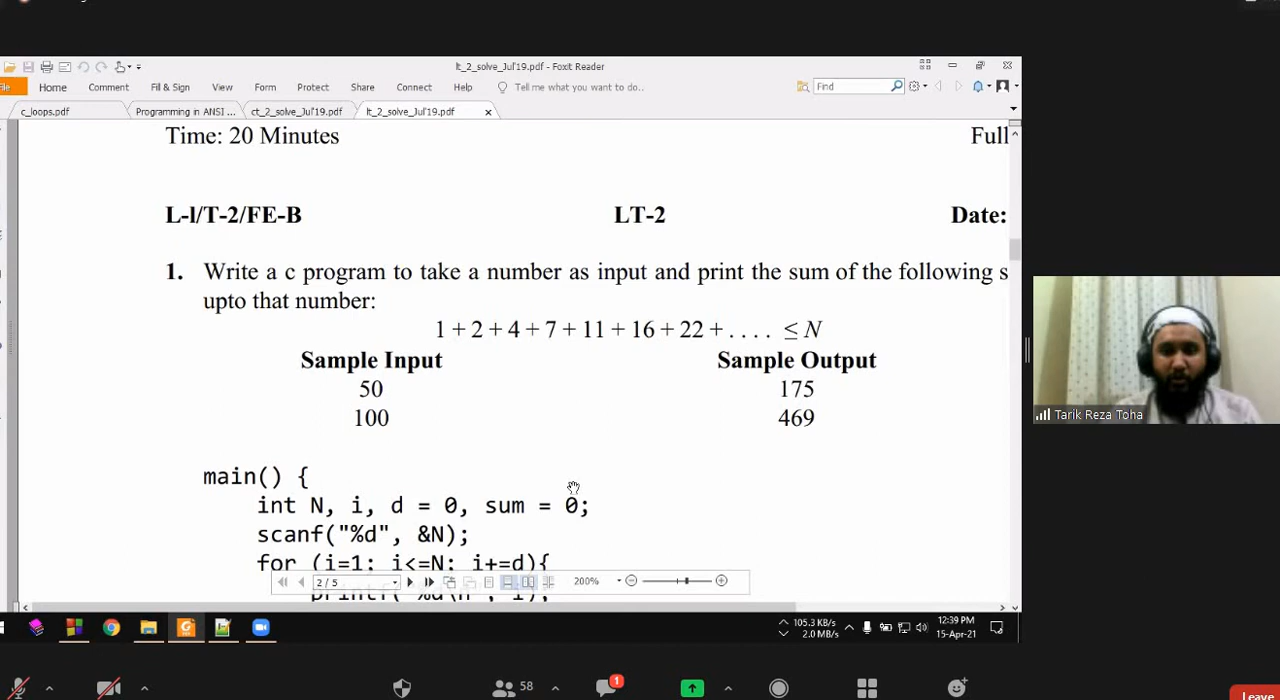 lt_2_solve_Jul'19.pdf - Foxit Reader
File Home Comment Fill & Sign View Form Protect Share Connect Help Tell me what you want to do.. Find
c_loops.pdf Programming in ANSI ... ct_2_solve_Jul'19.pdf lt_2_solve_Jul'19.pdf
Time: 20 Minutes Full
L-I/T-2/FE-B LT-2 Date:
1. Write a c program to take a number as input and print the sum of the following s
upto that number:
1 + 2 + 4 + 7 + 11 + 16 + 22 + . . . . ≤ N
Sample Input Sample Output
50 175
100 469
main() {
int N, i, d = 0, sum = 0;
scanf("%d", &N);
for (i=1; i<=N; i+=d){
printf("%d\n", i);
2 / 5 200%
Tarik Reza Toha
105.3 KB/s
2.0 MB/s
12:39 PM
15-Apr-21
58 1
Leave